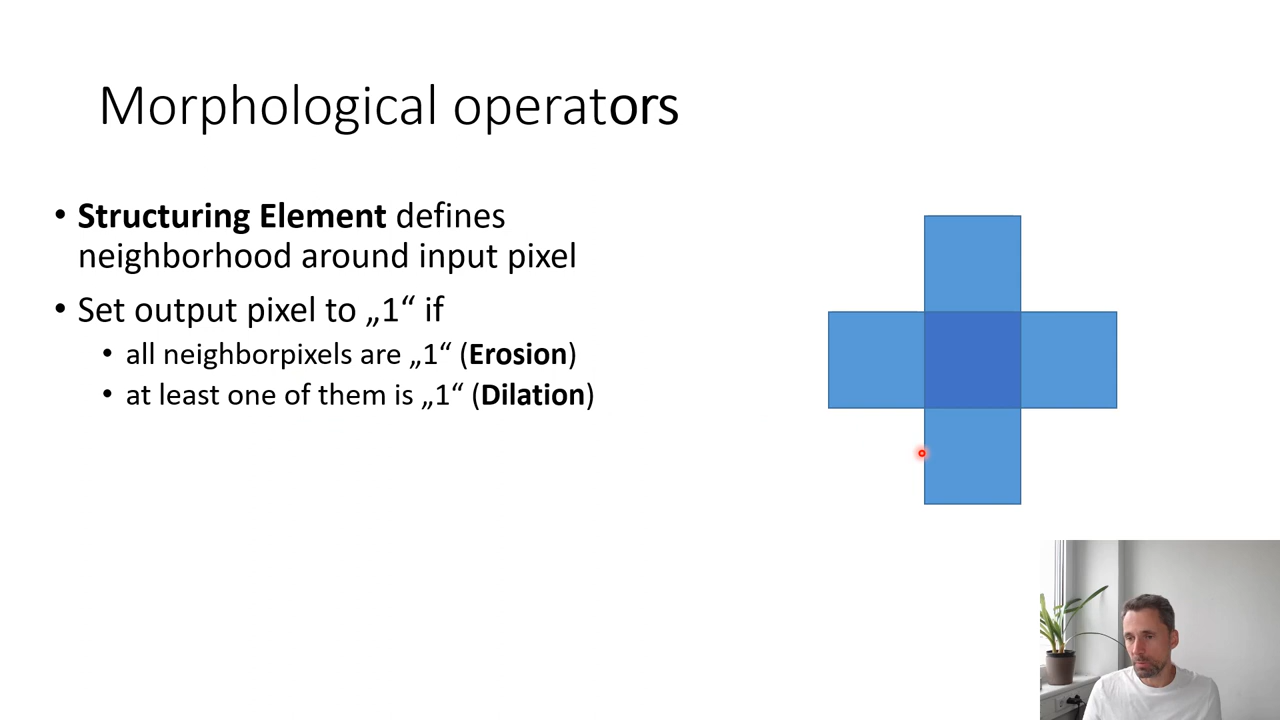 Morphological operators
• Structuring Element defines
neighborhood around input pixel
• Set output pixel to „1“ if
• all neighborpixels are „1“ (Erosion)
• at least one of them is „1“ (Dilation)